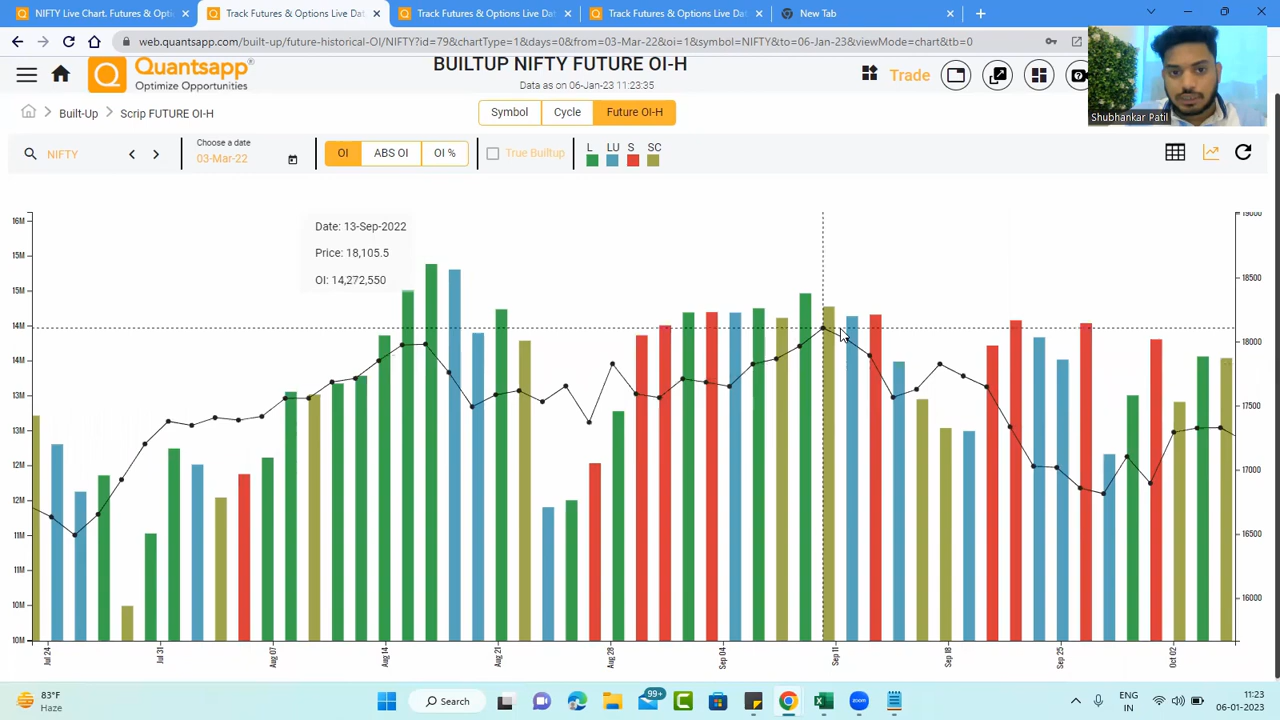 NIFTY Live Chart, Futures & Optio
Track Futures & Options Live Dat
Track Futures & Options Live Dat
Track Futures & Options Live Dat
New Tab
web.quantsapp.com/built-up/future-historical-OI/NIFTY?id=79&chartType=1&days=0&from=03-Mar-22&oi=1&symbol=NIFTY&to=06-Jan-23&viewMode=chart&tb=0
Quantsapp
Optimize Opportunities
BUILTUP NIFTY FUTURE OI-H
Data as on 06-Jan-23 11:23:35
Trade
Shubhankar Patil
Built-Up
Scrip FUTURE OI-H
Symbol
Cycle
Future OI-H
NIFTY
Choose a date
03-Mar-22
OI
ABS OI
OI %
True Builtup
L LU S SC
Date: 13-Sep-2022
Price: 18,105.5
OI: 14,272,550
16M
15M
15M
14M
14M
13M
13M
12M
12M
11M
11M
10M
10M
19000
18500
18000
17500
17000
16500
16000
Jul 24
Jul 31
Aug 07
Aug 14
Aug 21
Aug 28
Sep 04
Sep 11
Sep 18
Sep 25
Oct 02
83°F
Haze
Search
99+
zoom
ENG
IN
11:23
06-01-2023